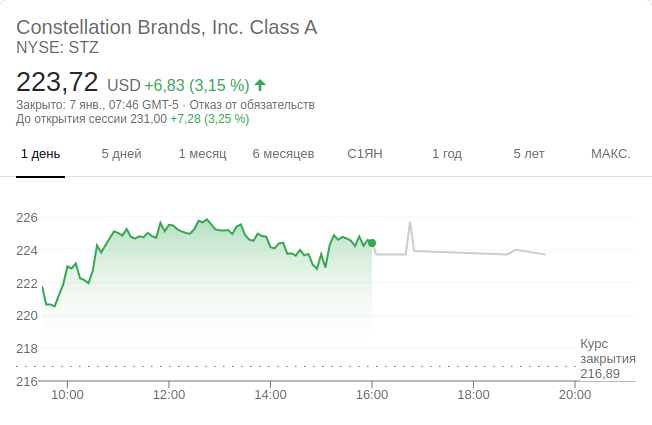 Constellation Brands, Inc. Class A
NYSE: STZ
223,72 USD +6,83 (3,15 %)
Закрыто: 7 янв., 07:46 GMT-5 · Отказ от обязательств
До открытия сессии 231,00 +7,28 (3,25 %)
1 день 5 дней 1 месяц 6 месяцев С1ЯН 1 год 5 лет МАКС.
226
224
222
220
218
216
Курс
закрытия
216,89
10:00 12:00 14:00 16:00 18:00 20:00